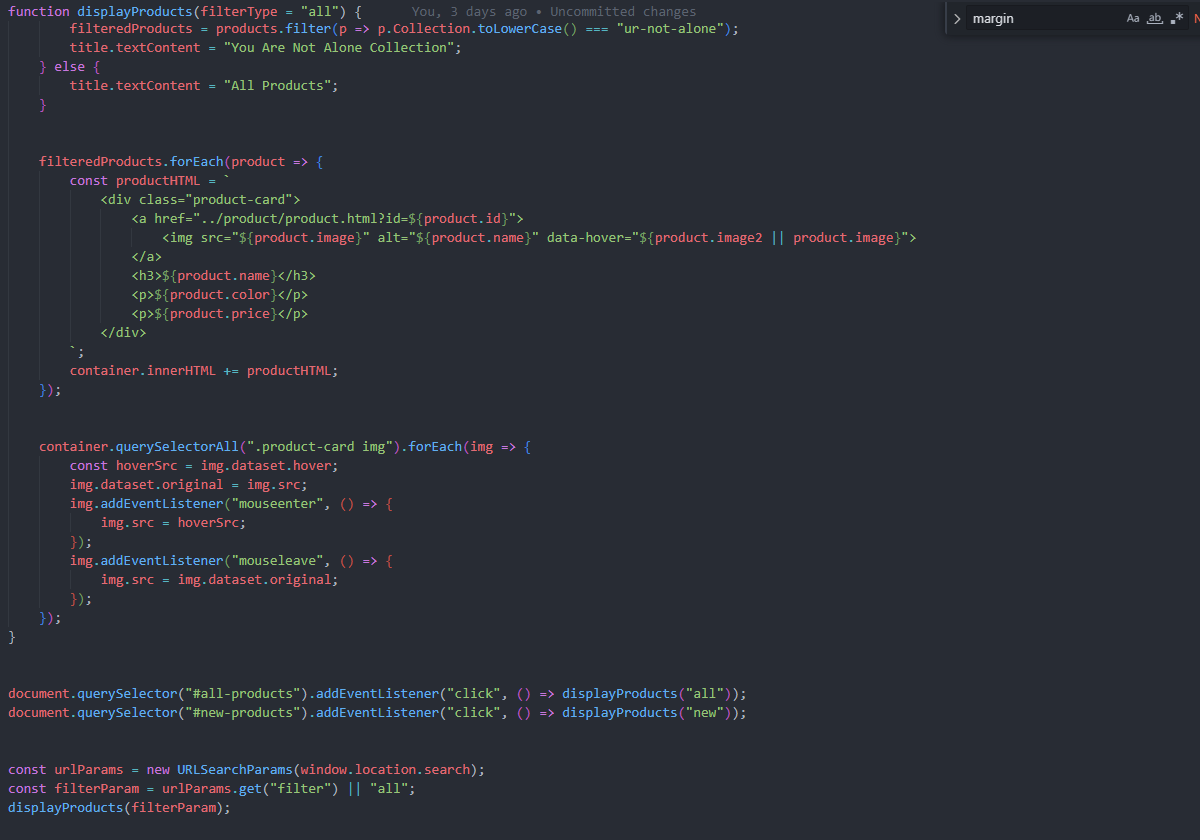 function displayProducts(filterType = "all") {      You, 3 days ago • Uncommitted changes
        filteredProducts = products.filter(p => p.Collection.toLowerCase() === "ur-not-alone");
        title.textContent = "You Are Not Alone Collection";
    } else {
        title.textContent = "All Products";
    }
    filteredProducts.forEach(product => {
        const productHTML = `
            <div class="product-card">
                <a href="../product/product.html?id=${product.id}">
                    <img src="${product.image}" alt="${product.name}" data-hover="${product.image2 || product.image}">
                </a>
                <h3>${product.name}</h3>
                <p>${product.color}</p>
                <p>${product.price}</p>
            </div>
        `;
        container.innerHTML += productHTML;
    });
    container.querySelectorAll(".product-card img").forEach(img => {
        const hoverSrc = img.dataset.hover;
        img.dataset.original = img.src;
        img.addEventListener("mouseenter", () => {
            img.src = hoverSrc;
        });
        img.addEventListener("mouseleave", () => {
            img.src = img.dataset.original;
        });
    });
}
document.querySelector("#all-products").addEventListener("click", () => displayProducts("all"));
document.querySelector("#new-products").addEventListener("click", () => displayProducts("new"));
const urlParams = new URLSearchParams(window.location.search);
const filterParam = urlParams.get("filter") || "all";
displayProducts(filterParam);
> margin Aa ab .* N